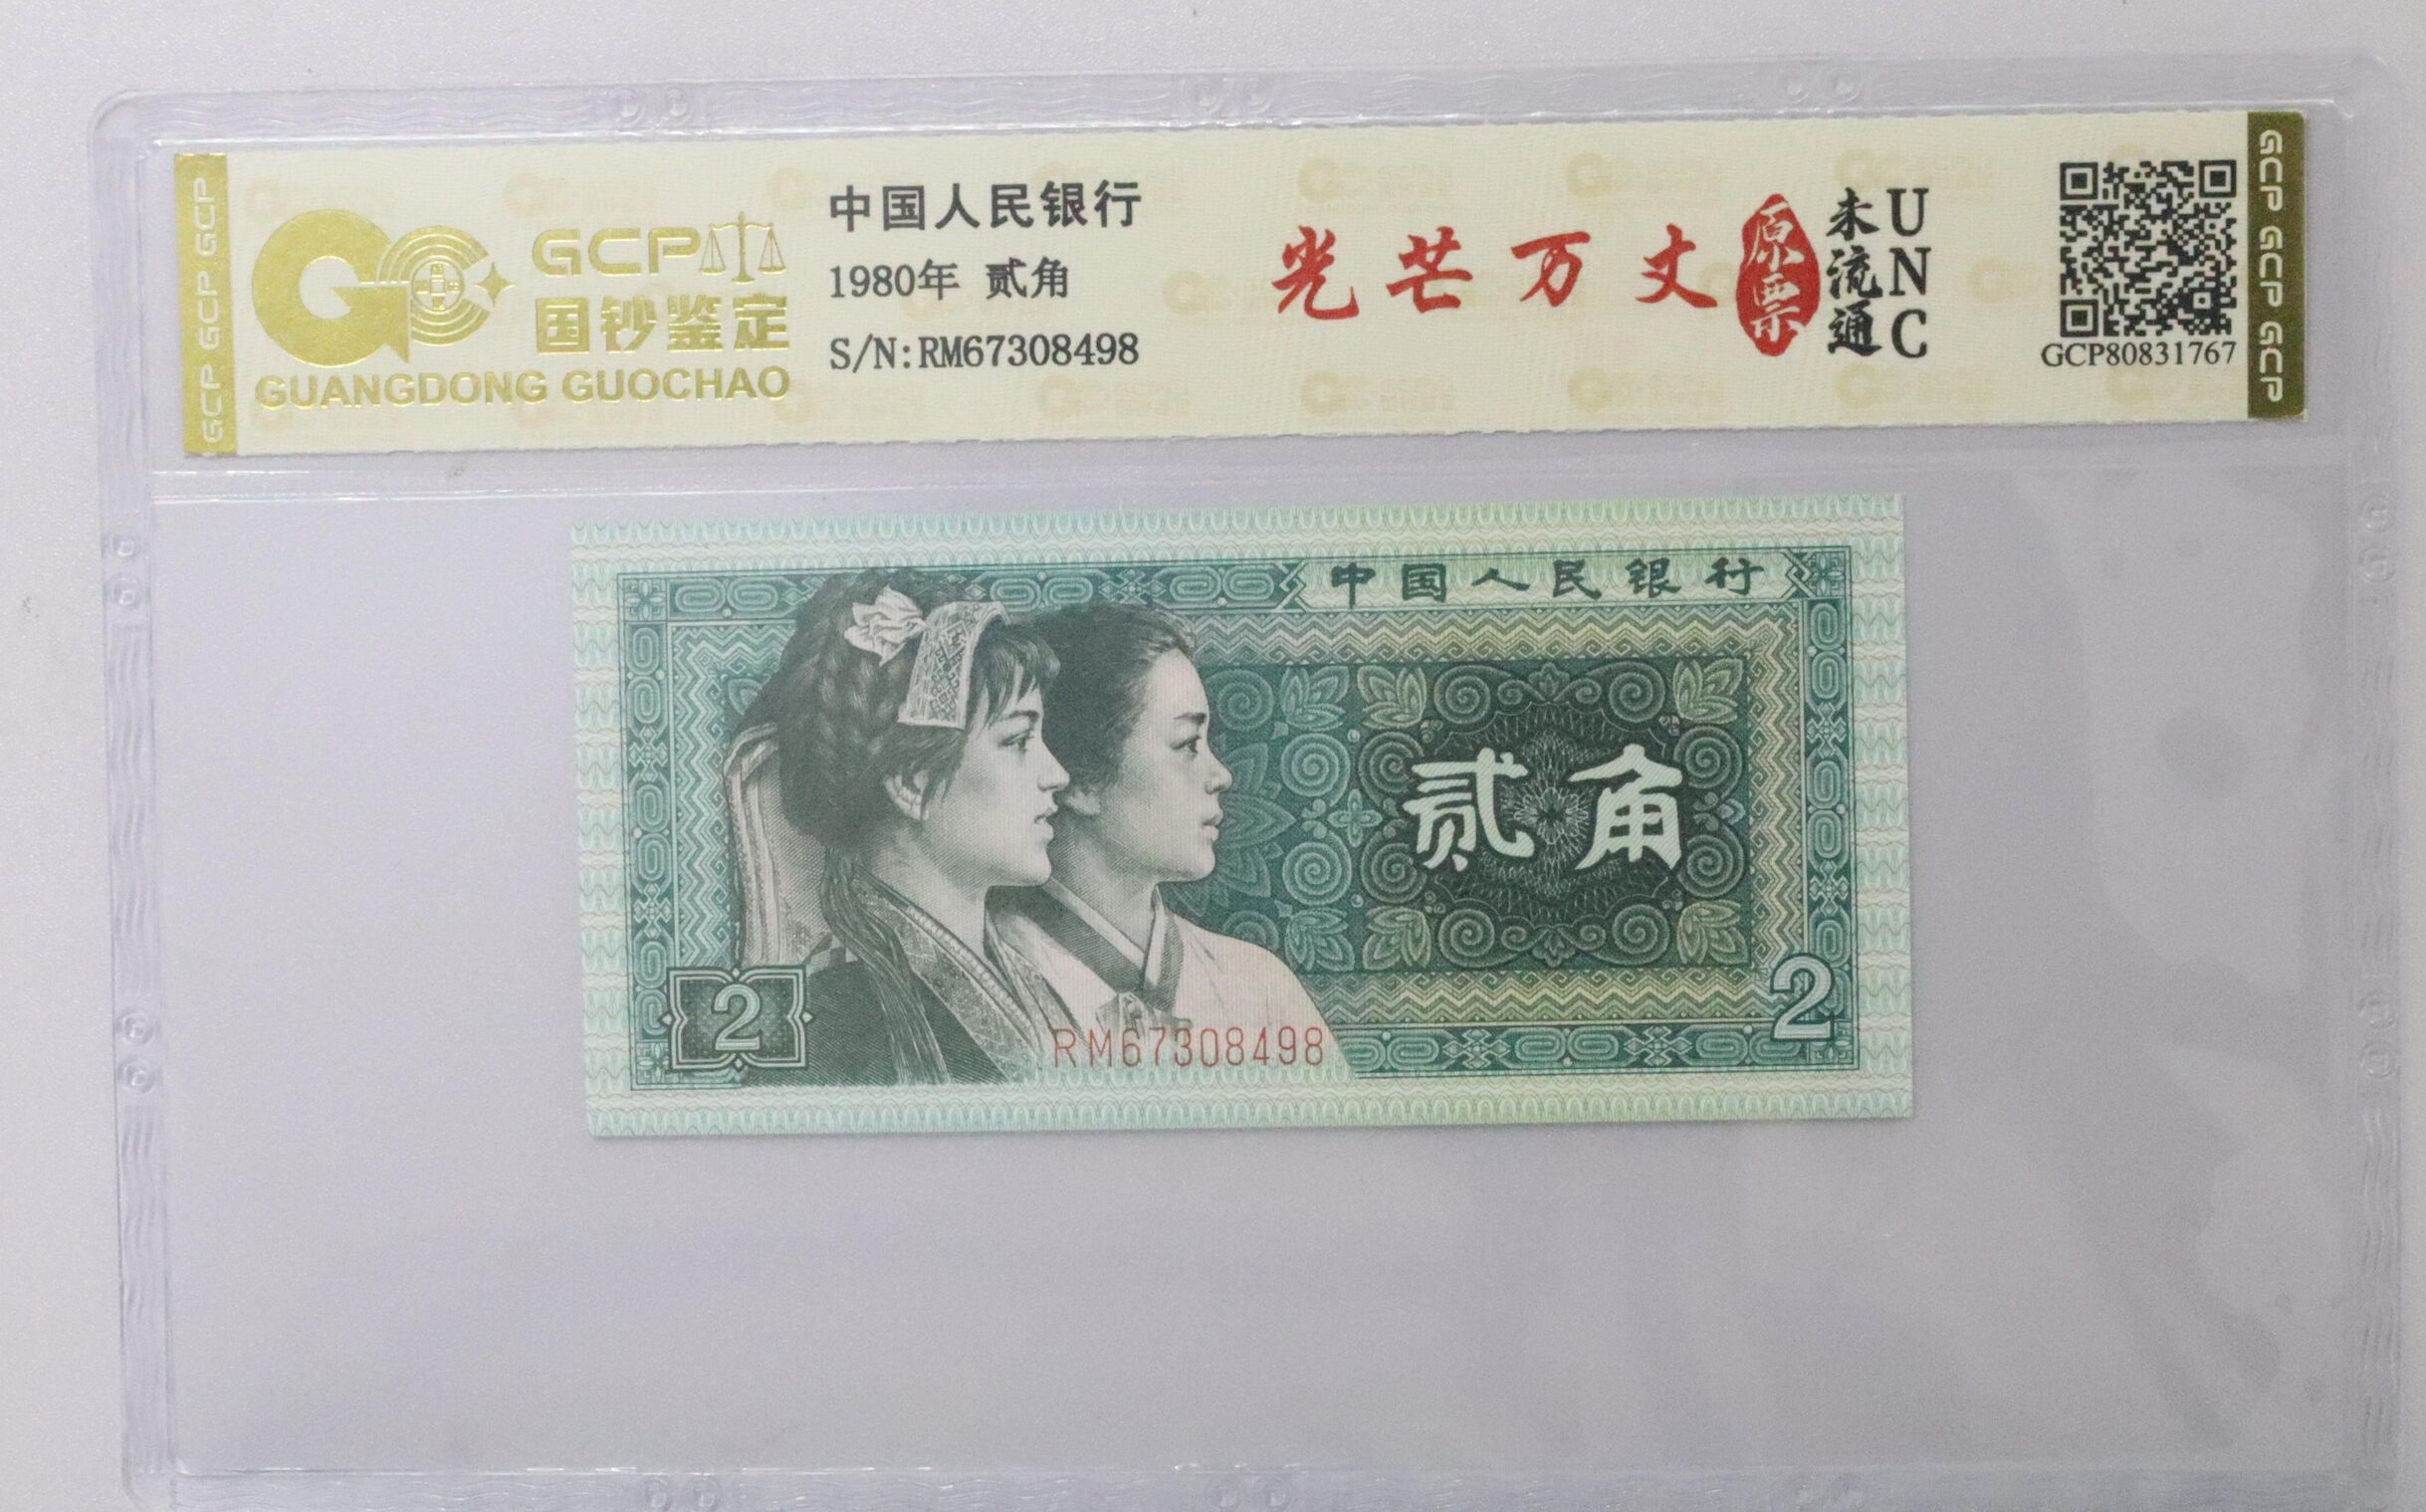 GCP GCP GCP
GCP
国钞鉴定
GUANGDONG GUOCHAO
中国人民银行
1980年 贰角
S/N:RM67308498
光芒万丈
原票
未流通
UNC
GCP80831767
GCP GCP GCP
中国人民银行
贰角
2
2
RM67308498